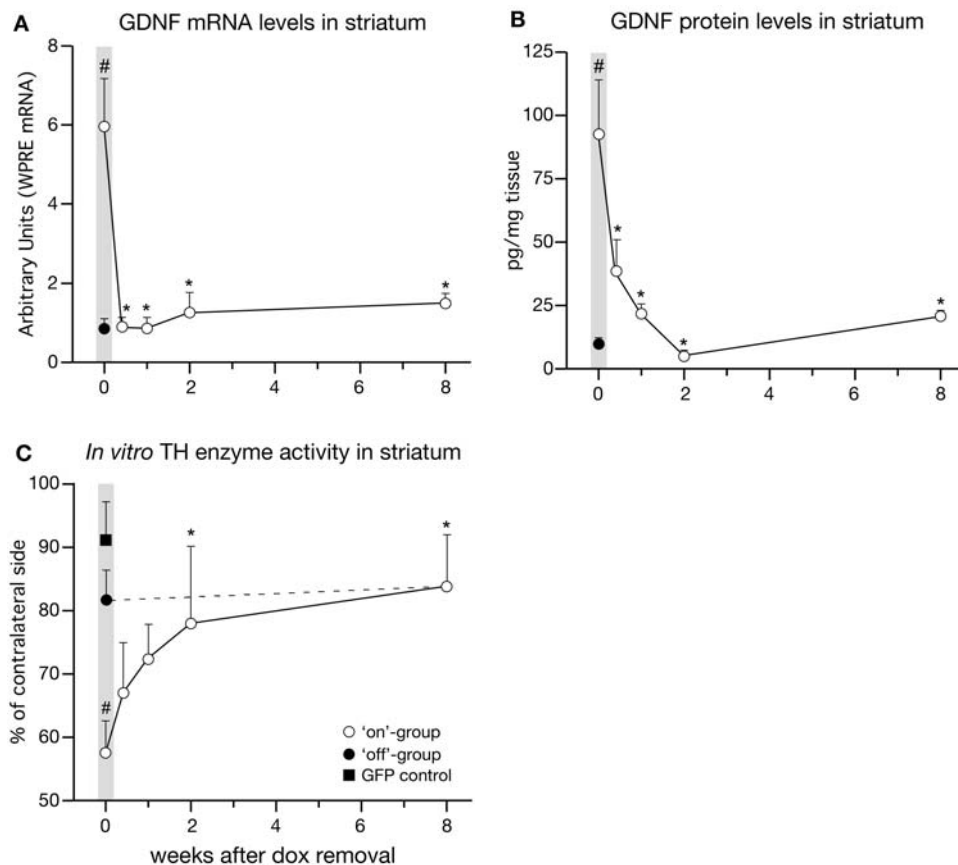 A GDNF mRNA levels in striatum
Arbitrary Units (WPRE mRNA)
8
6
4
2
0
#
*
*
*
*
0 2 4 6 8
B GDNF protein levels in striatum
pg/mg tissue
125
100
75
50
25
0
#
*
*
*
*
0 2 4 6 8
C In vitro TH enzyme activity in striatum
% of contralateral side
100
90
80
70
60
50
#
*
*
'on'-group
'off'-group
GFP control
0 2 4 6 8
weeks after dox removal